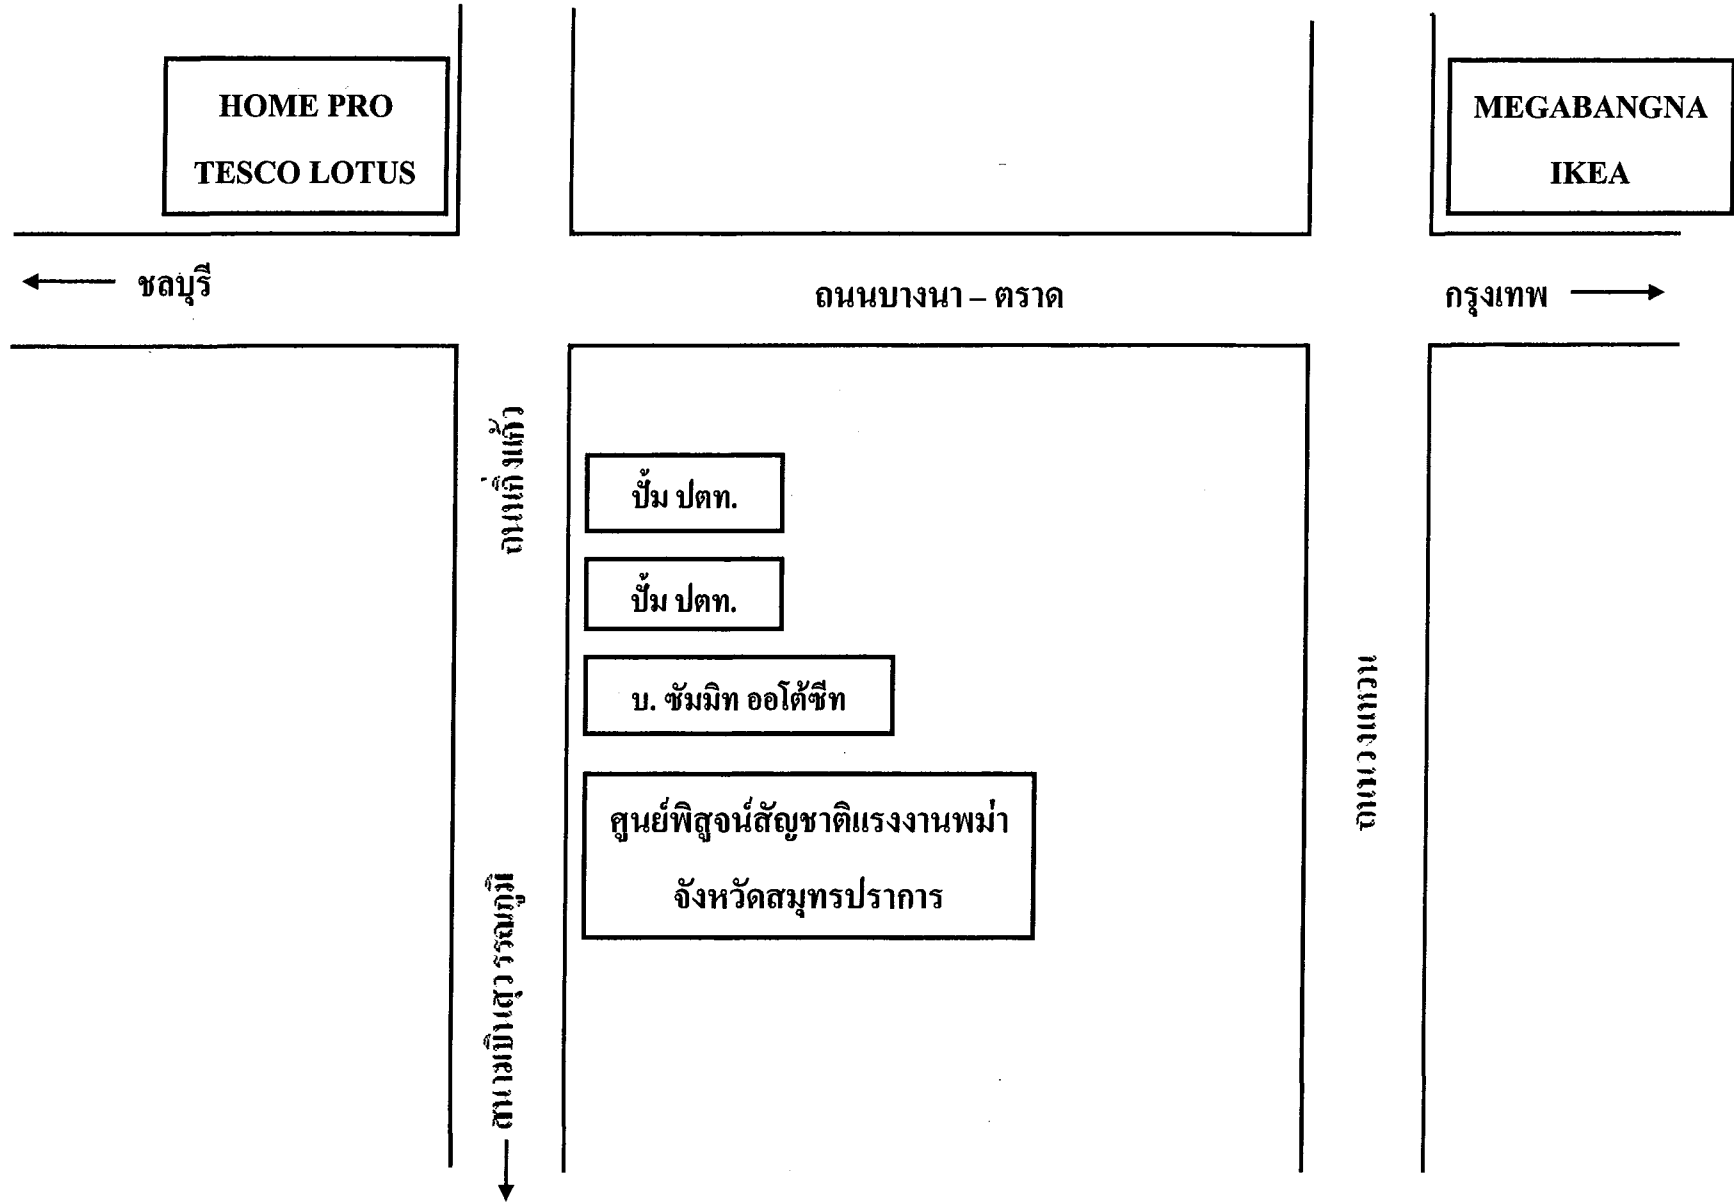 HOME PRO
TESCO LOTUS
MEGABANGNA
IKEA
ชลบุรี
ถนนบางนา – ตราด
กรุงเทพ
ถนนกิ่งแก้ว
ปั้ม ปตท.
ปั้ม ปตท.
บ. ซัมมิท ออโต้ซีท
ถนนวงแหวน
ศูนย์พิสูจน์สัญชาติแรงงานพม่า
จังหวัดสมุทรปราการ
สนามบินสุวรรณภูมิ